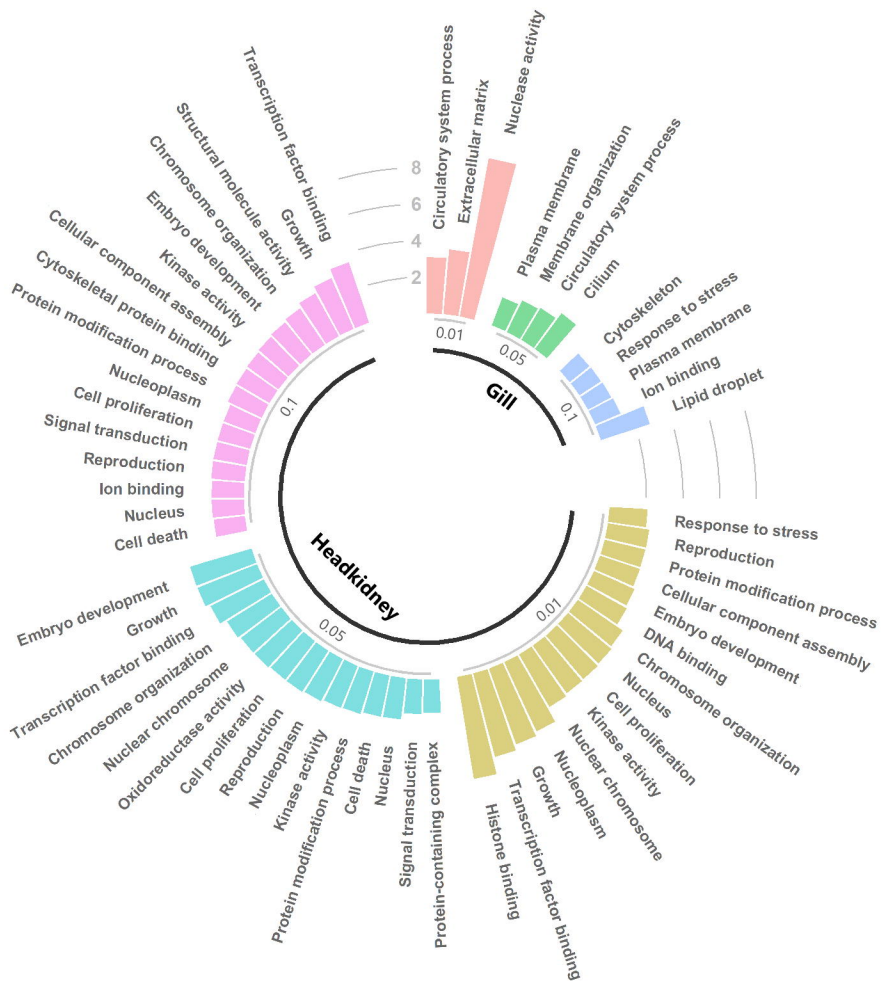 Circulatory system process
Extracellular matrix
Nuclease activity
Plasma membrane
Membrane organization
Circulatory system process
Cilium
Cytoskeleton
Response to stress
Plasma membrane
Ion binding
Lipid droplet
Response to stress
Reproduction
Protein modification process
Cellular component assembly
Embryo development
DNA binding
Chromosome organization
Nucleus
Cell proliferation
Kinase activity
Nuclear chromosome
Nucleoplasm
Growth
Transcription factor binding
Histone binding
Protein-containing complex
Signal transduction
Nucleus
Cell death
Protein modification process
Kinase activity
Nucleoplasm
Reproduction
Cell proliferation
Oxidoreductase activity
Nuclear chromosome
Chromosome organization
Transcription factor binding
Growth
Embryo development
Cell death
Nucleus
Ion binding
Reproduction
Signal transduction
Cell proliferation
Nucleoplasm
Protein modification process
Cytoskeletal protein binding
Cellular component assembly
Kinase activity
Embryo development
Chromosome organization
Structural molecule activity
Growth
Transcription factor binding
8
6
4
2
0.01
0.05
0.1
Gill
0.01
0.05
0.1
Headkidney